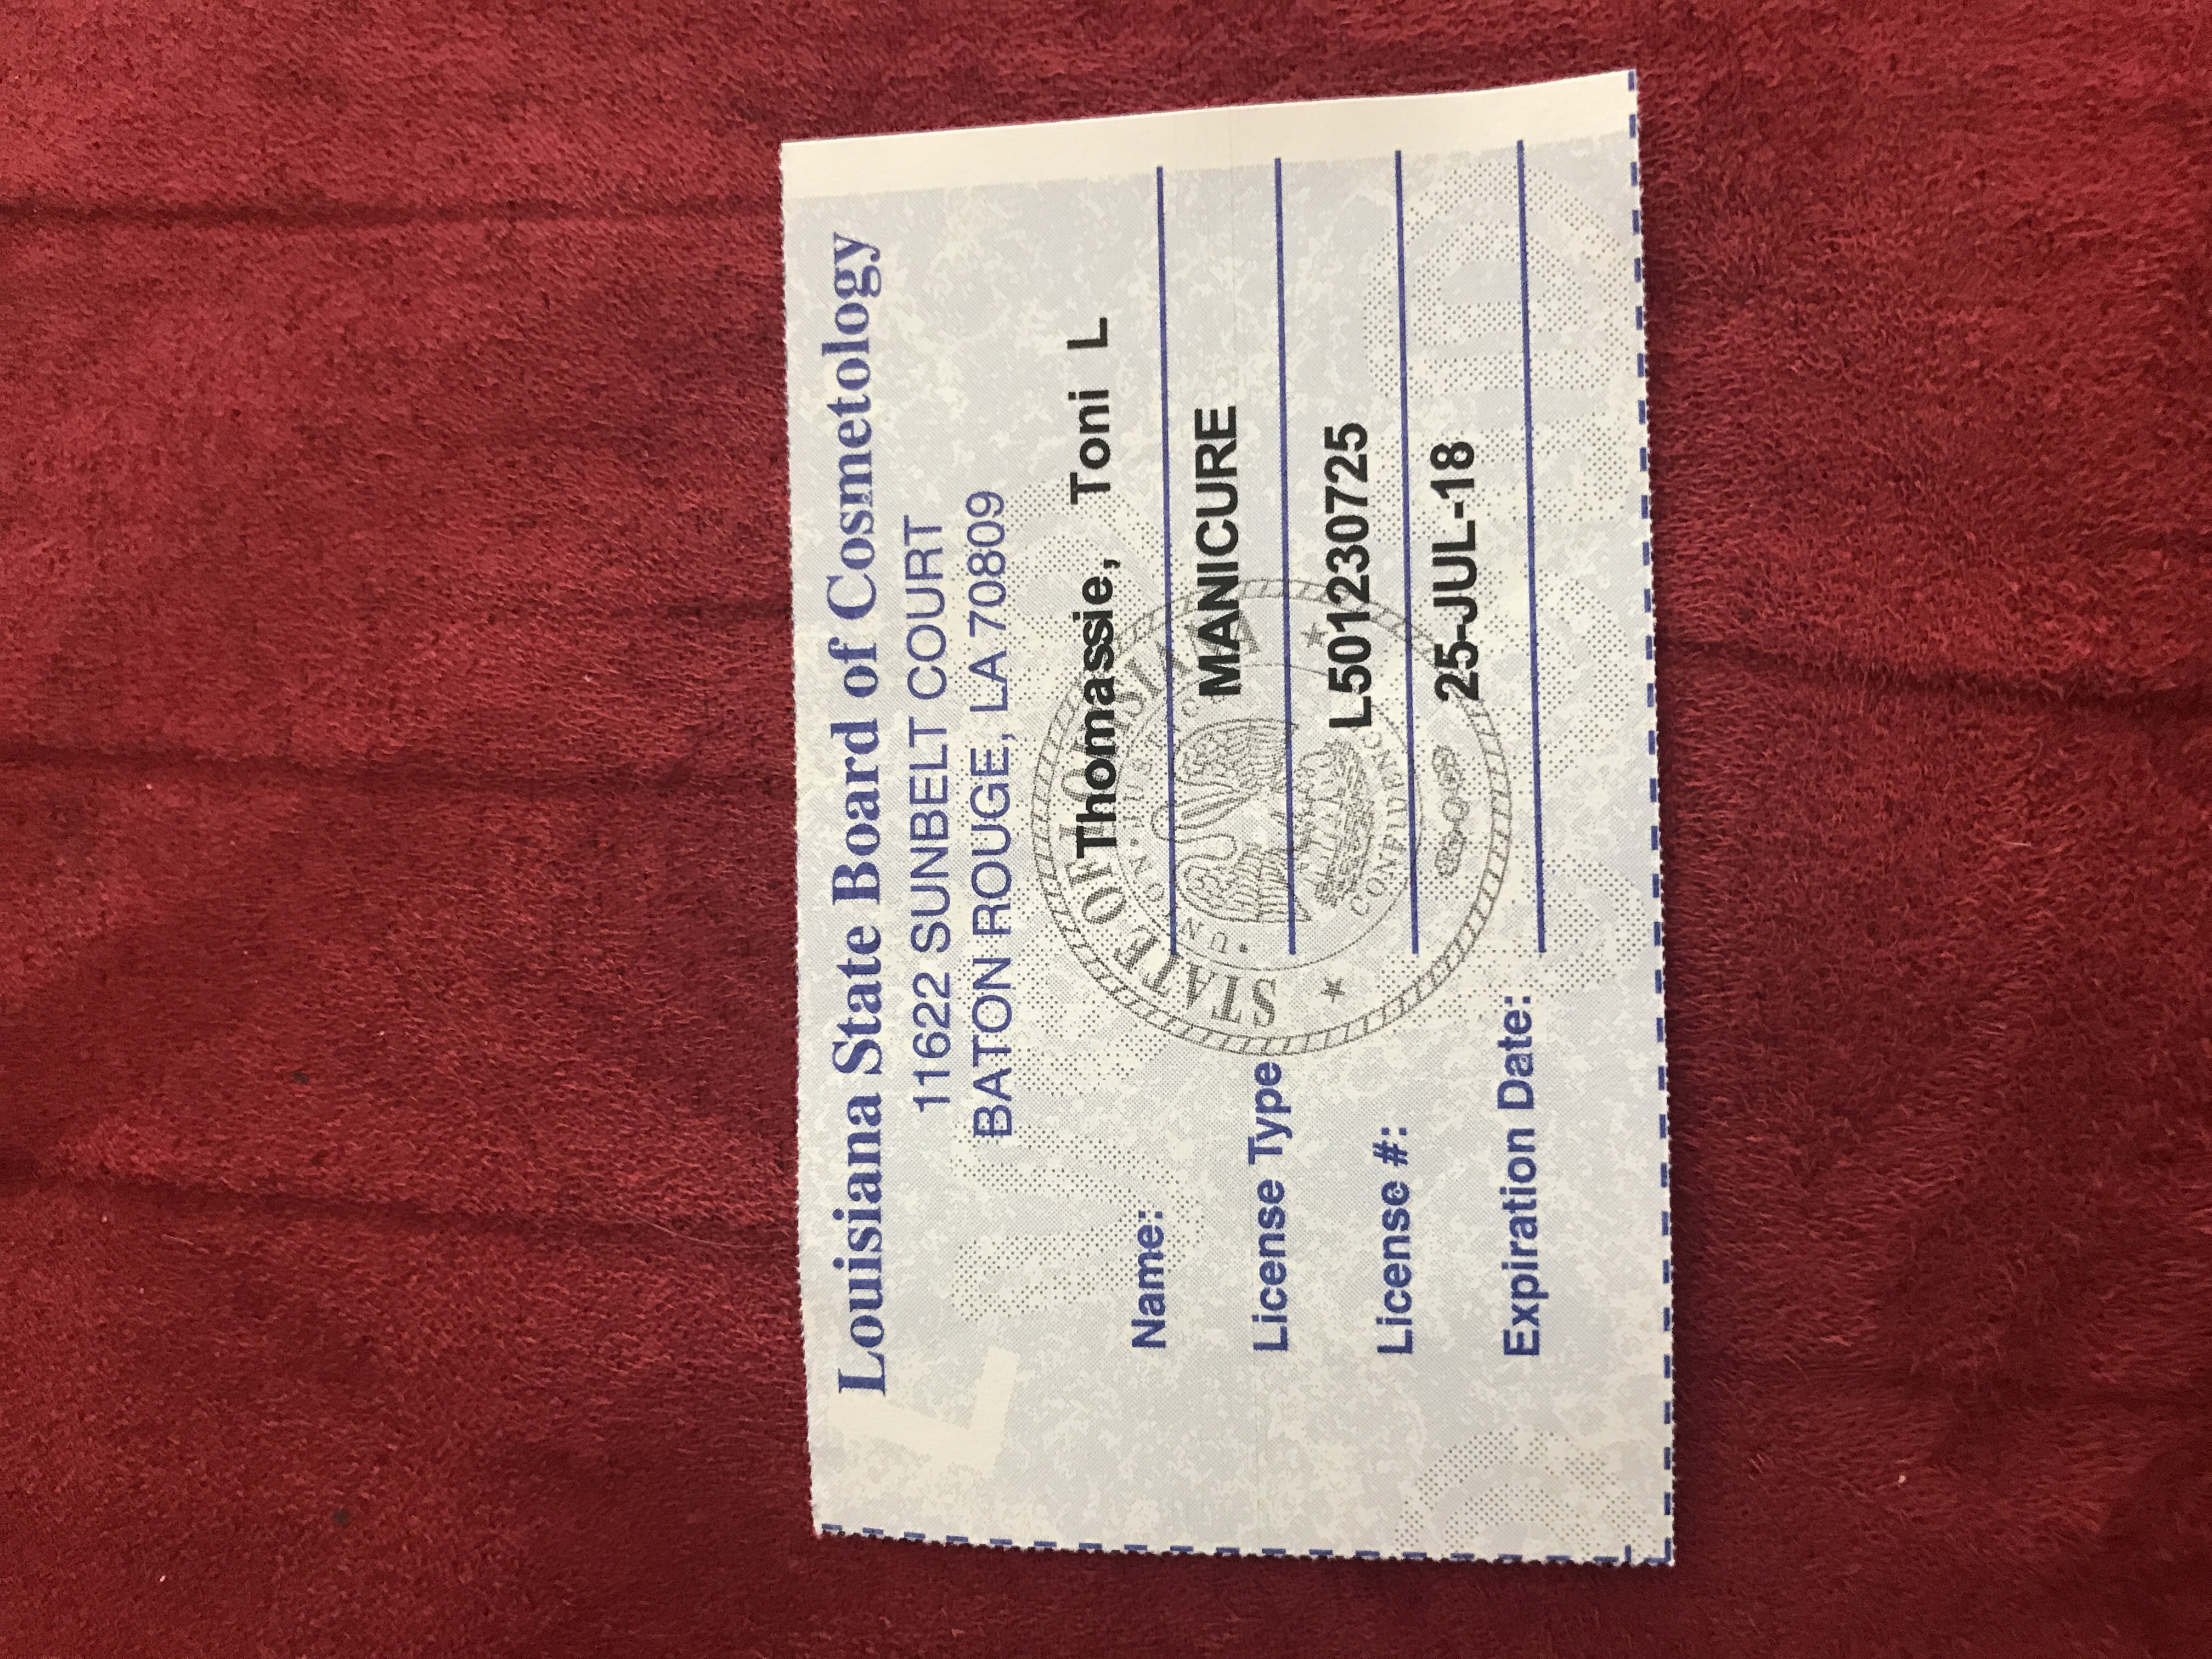 Louisiana State Board of Cosmetology
11622 SUNBELT COURT
BATON ROUGE, LA 70809
Name: Thomassie, Toni L
License Type MANICURE
License #: L501230725
Expiration Date: 25-JUL-18
STATE OF LOUISIANA
UNION · JUSTICE
CONFIDENCE
VOID